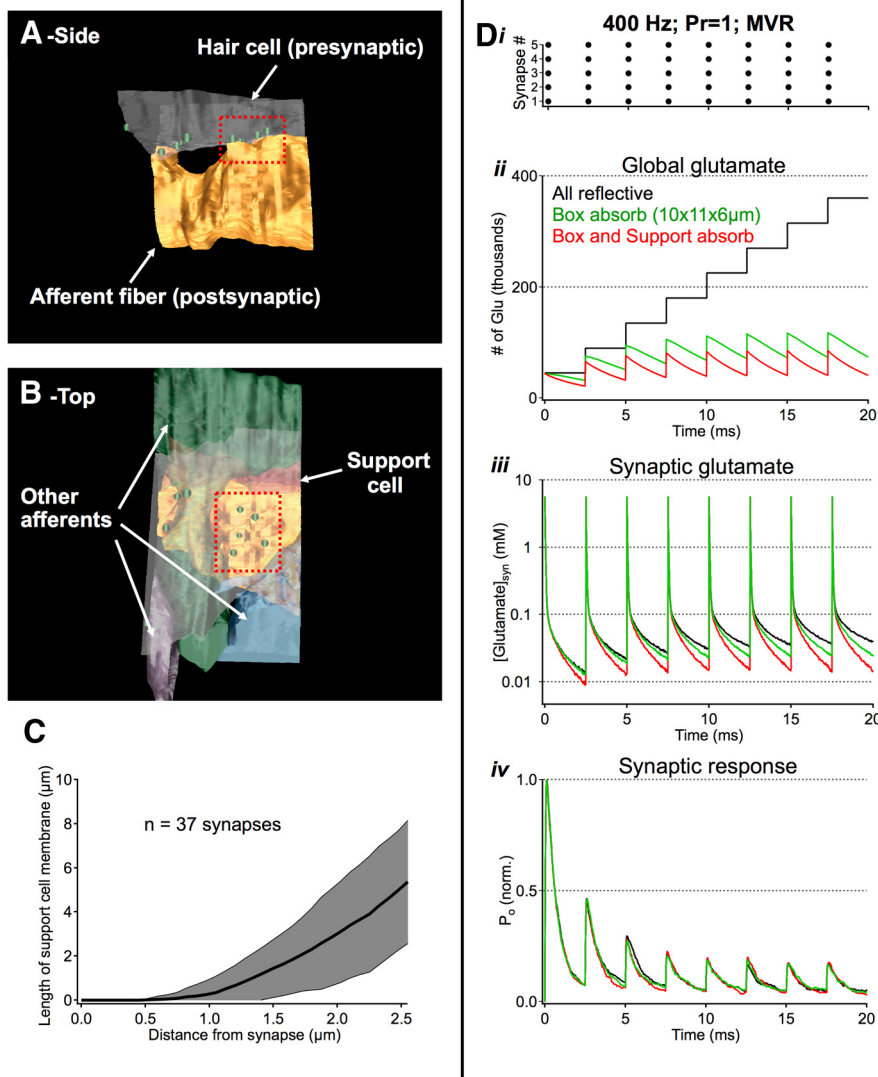 A -Side
Hair cell (presynaptic)
Afferent fiber (postsynaptic)
B -Top
Support
cell
Other
afferents
C
Length of support cell membrane (µm)
10
8
6
4
2
0
n = 37 synapses
0.0 0.5 1.0 1.5 2.0 2.5
Distance from synapse (µm)
Di
400 Hz; Pr=1; MVR
Synapse #
5
4
3
2
1
ii
Global glutamate
400
200
0
# of Glu (thousands)
All reflective
Box absorb (10x11x6µm)
Box and Support absorb
0 5 10 15 20
Time (ms)
iii
Synaptic glutamate
10
1
0.1
0.01
[Glutamate]syn (mM)
0 5 10 15 20
Time (ms)
iv
Synaptic response
1.0
0.5
0.0
Po (norm.)
0 5 10 15 20
Time (ms)